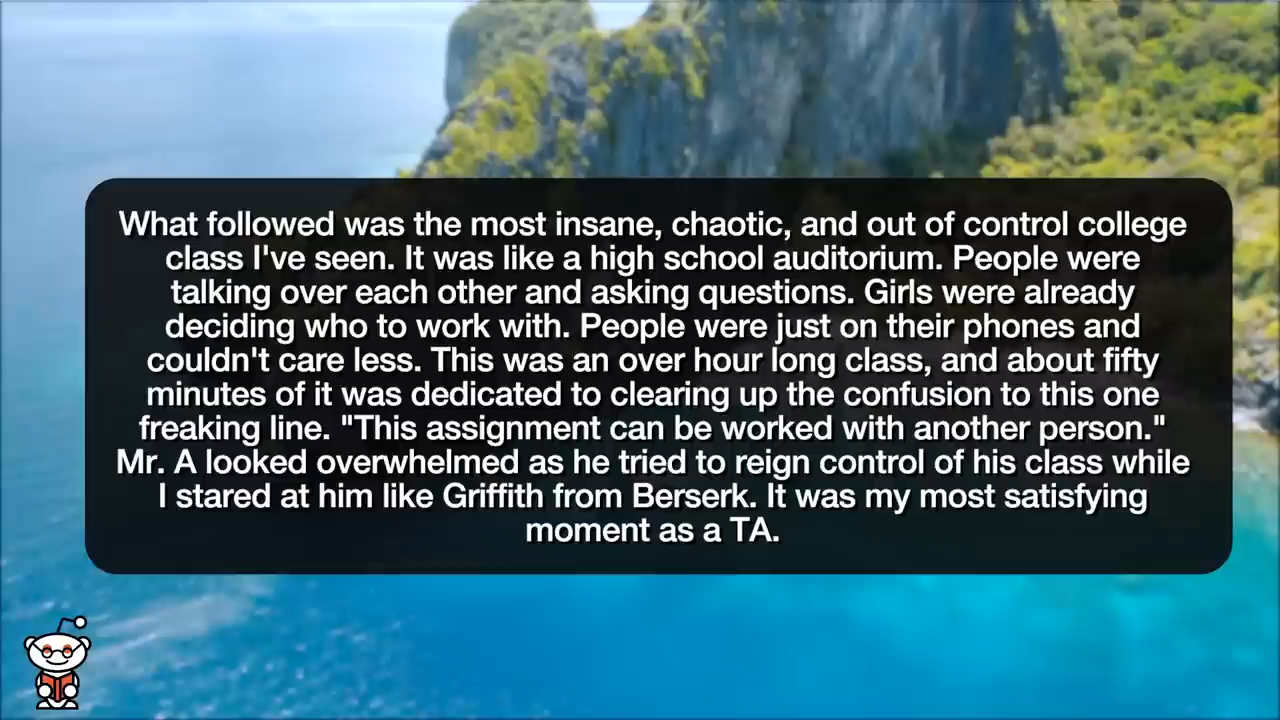 What followed was the most insane, chaotic, and out of control college
class I've seen. It was like a high school auditorium. People were
talking over each other and asking questions. Girls were already
deciding who to work with. People were just on their phones and
couldn't care less. This was an over hour long class, and about fifty
minutes of it was dedicated to clearing up the confusion to this one
freaking line. "This assignment can be worked with another person."
Mr. A looked overwhelmed as he tried to reign control of his class while
I stared at him like Griffith from Berserk. It was my most satisfying
moment as a TA.